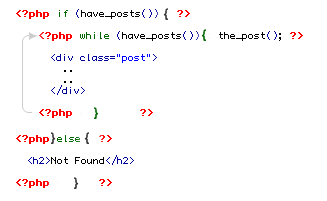 <?php if (have_posts()) { ?>
<?php while (have_posts()){ the_post(); ?>
<div class="post">
..
..
</div>
<?php } ?>
<?php}else { ?>
<h2>Not Found</h2>
<?php } ?>